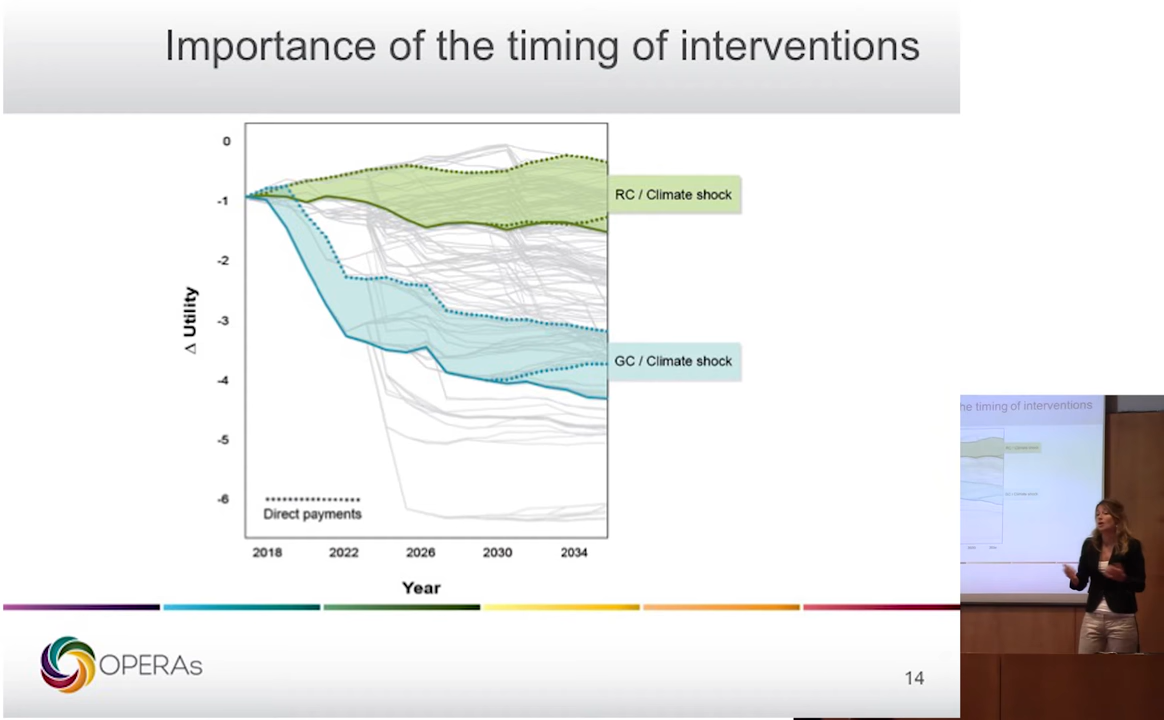 Importance of the timing of interventions
0
-1
-2
-3
-4
-5
-6
Δ Utility
RC / Climate shock
GC / Climate shock
Direct payments
2018 2022 2026 2030 2034
Year
OPERAs
14
he timing of interventions